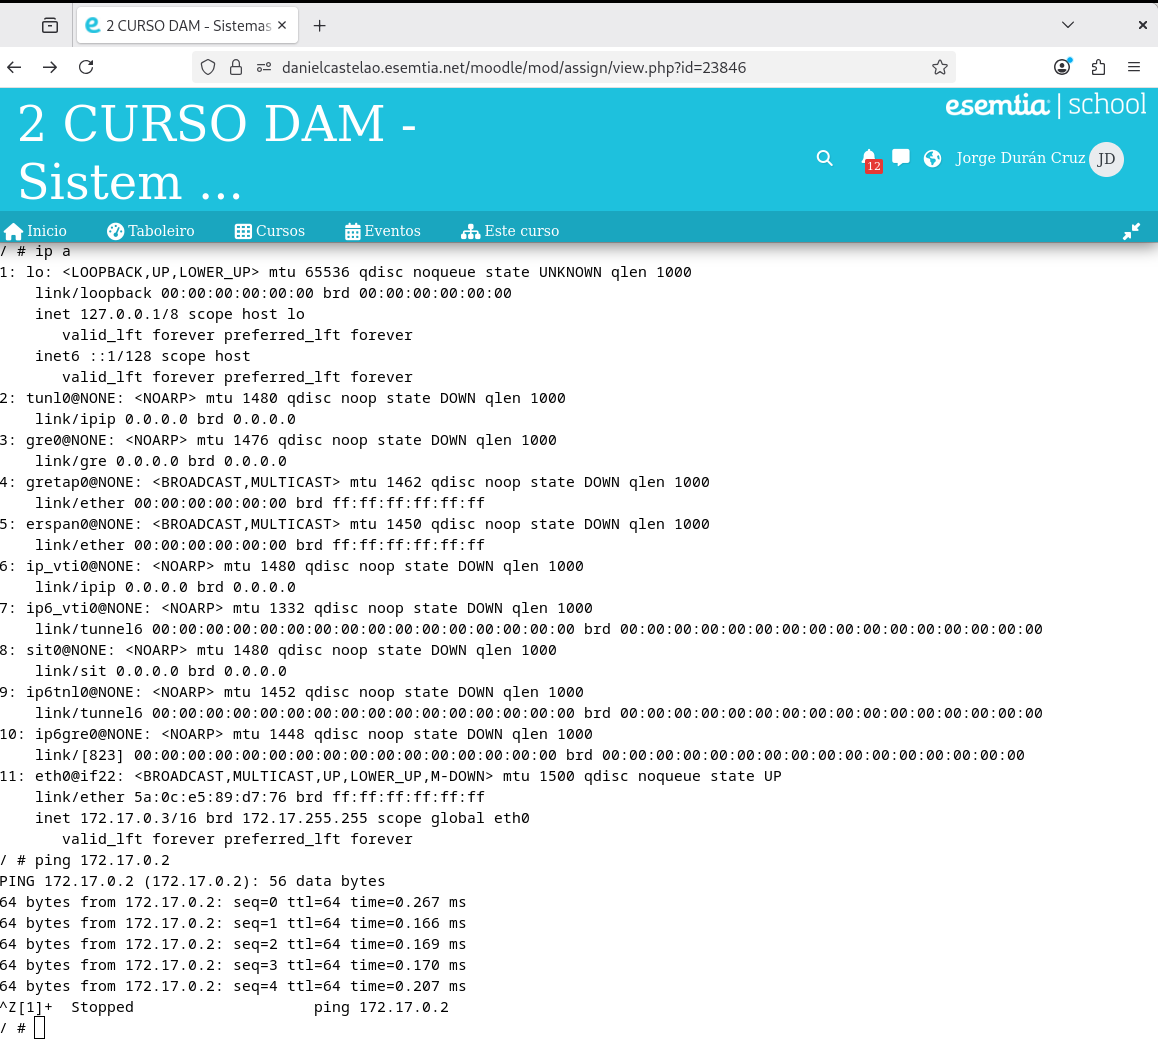 2 CURSO DAM - Sistemas
danielcastelao.esemtia.net/moodle/mod/assign/view.php?id=23846
2 CURSO DAM -
Sistem ...
esemtia | school
12
Jorge Durán Cruz JD
Inicio Taboleiro Cursos Eventos Este curso
/ # ip a
1: lo: <LOOPBACK,UP,LOWER_UP> mtu 65536 qdisc noqueue state UNKNOWN qlen 1000
    link/loopback 00:00:00:00:00:00 brd 00:00:00:00:00:00
    inet 127.0.0.1/8 scope host lo
       valid_lft forever preferred_lft forever
    inet6 ::1/128 scope host
       valid_lft forever preferred_lft forever
2: tunl0@NONE: <NOARP> mtu 1480 qdisc noop state DOWN qlen 1000
    link/ipip 0.0.0.0 brd 0.0.0.0
3: gre0@NONE: <NOARP> mtu 1476 qdisc noop state DOWN qlen 1000
    link/gre 0.0.0.0 brd 0.0.0.0
4: gretap0@NONE: <BROADCAST,MULTICAST> mtu 1462 qdisc noop state DOWN qlen 1000
    link/ether 00:00:00:00:00:00 brd ff:ff:ff:ff:ff:ff
5: erspan0@NONE: <BROADCAST,MULTICAST> mtu 1450 qdisc noop state DOWN qlen 1000
    link/ether 00:00:00:00:00:00 brd ff:ff:ff:ff:ff:ff
6: ip_vti0@NONE: <NOARP> mtu 1480 qdisc noop state DOWN qlen 1000
    link/ipip 0.0.0.0 brd 0.0.0.0
7: ip6_vti0@NONE: <NOARP> mtu 1332 qdisc noop state DOWN qlen 1000
    link/tunnel6 00:00:00:00:00:00:00:00:00:00:00:00:00:00:00:00 brd 00:00:00:00:00:00:00:00:00:00:00:00:00:00:00:00
8: sit0@NONE: <NOARP> mtu 1480 qdisc noop state DOWN qlen 1000
    link/sit 0.0.0.0 brd 0.0.0.0
9: ip6tnl0@NONE: <NOARP> mtu 1452 qdisc noop state DOWN qlen 1000
    link/tunnel6 00:00:00:00:00:00:00:00:00:00:00:00:00:00:00:00 brd 00:00:00:00:00:00:00:00:00:00:00:00:00:00:00:00
10: ip6gre0@NONE: <NOARP> mtu 1448 qdisc noop state DOWN qlen 1000
    link/[823] 00:00:00:00:00:00:00:00:00:00:00:00:00:00:00:00 brd 00:00:00:00:00:00:00:00:00:00:00:00:00:00:00:00
11: eth0@if22: <BROADCAST,MULTICAST,UP,LOWER_UP,M-DOWN> mtu 1500 qdisc noqueue state UP
    link/ether 5a:0c:e5:89:d7:76 brd ff:ff:ff:ff:ff:ff
    inet 172.17.0.3/16 brd 172.17.255.255 scope global eth0
       valid_lft forever preferred_lft forever
/ # ping 172.17.0.2
PING 172.17.0.2 (172.17.0.2): 56 data bytes
64 bytes from 172.17.0.2: seq=0 ttl=64 time=0.267 ms
64 bytes from 172.17.0.2: seq=1 ttl=64 time=0.166 ms
64 bytes from 172.17.0.2: seq=2 ttl=64 time=0.169 ms
64 bytes from 172.17.0.2: seq=3 ttl=64 time=0.170 ms
64 bytes from 172.17.0.2: seq=4 ttl=64 time=0.207 ms
^Z[1]+  Stopped                    ping 172.17.0.2
/ #